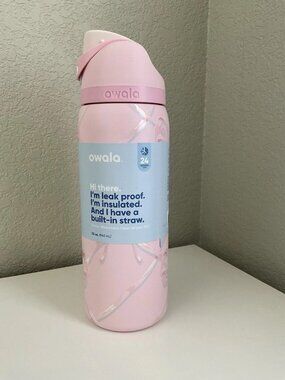 owala
owala.
24
Hi there.
I'm leak proof.
I'm insulated.
And I have a
built-in straw.